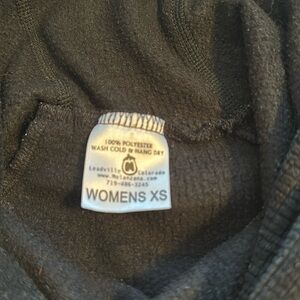 100% POLYESTER
WASH COLD & HANG DRY
Leadville Colorado
www.Melanzana.com
719-486-3245
WOMENS XS